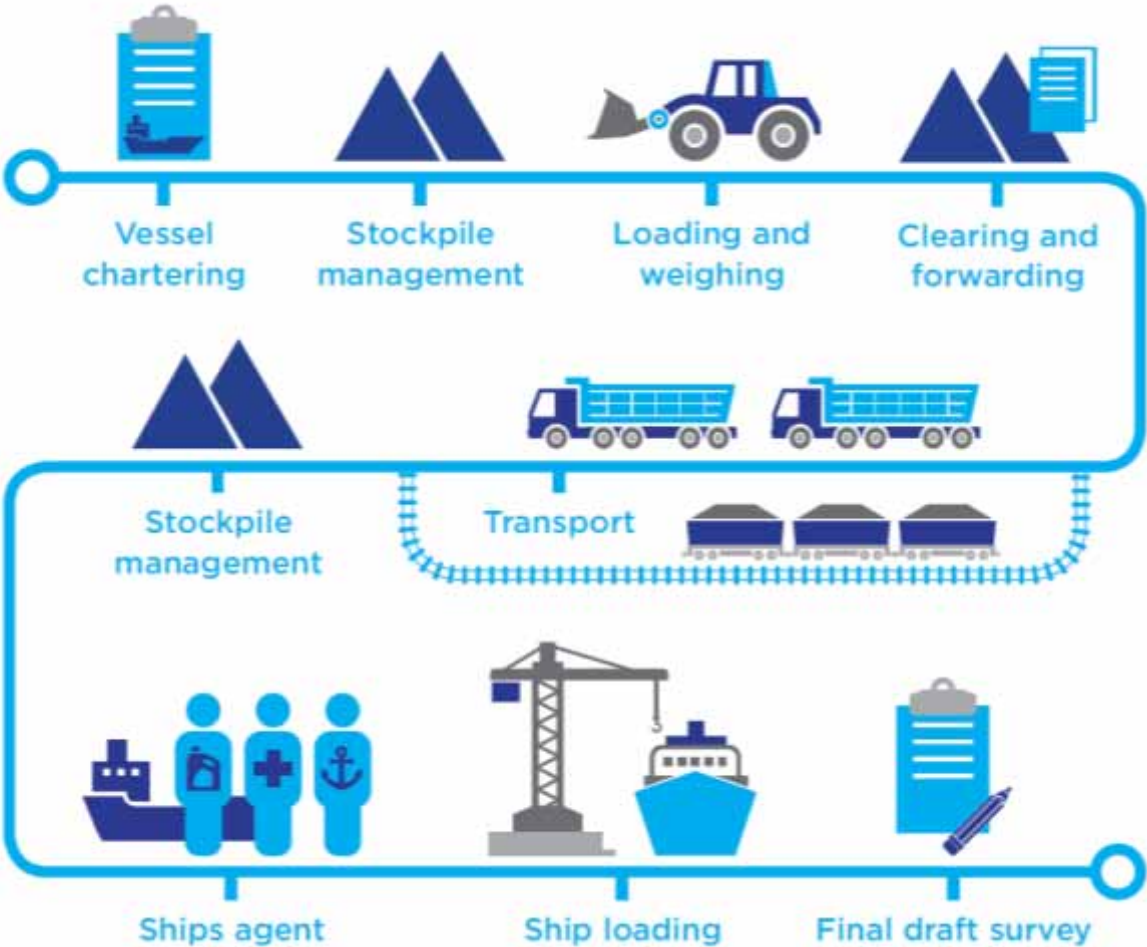 Vessel
chartering
Stockpile
management
Loading and
weighing
Clearing and
forwarding
Stockpile
management
Transport
Ships agent
Ship loading
Final draft survey